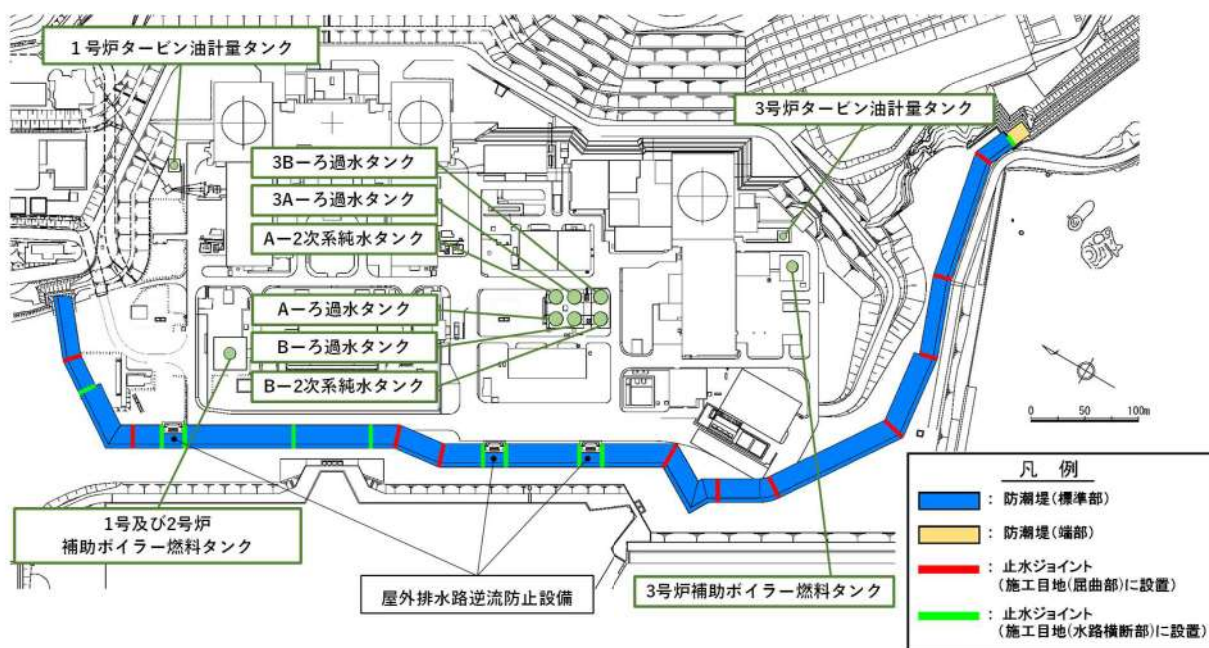 1号炉タービン油計量タンク
3号炉タービン油計量タンク
3Bーろ過水タンク
3Aーろ過水タンク
Aー2次系純水タンク
Aーろ過水タンク
Bーろ過水タンク
Bー2次系純水タンク
0 50 100m
1号及び2号炉
補助ボイラー燃料タンク
屋外排水路逆流防止設備
3号炉補助ボイラー燃料タンク
凡 例
: 防潮堤(標準部)
: 防潮堤(端部)
: 止水ジョイント
(施工目地(屈曲部)に設置)
: 止水ジョイント
(施工目地(水路横断部)に設置)